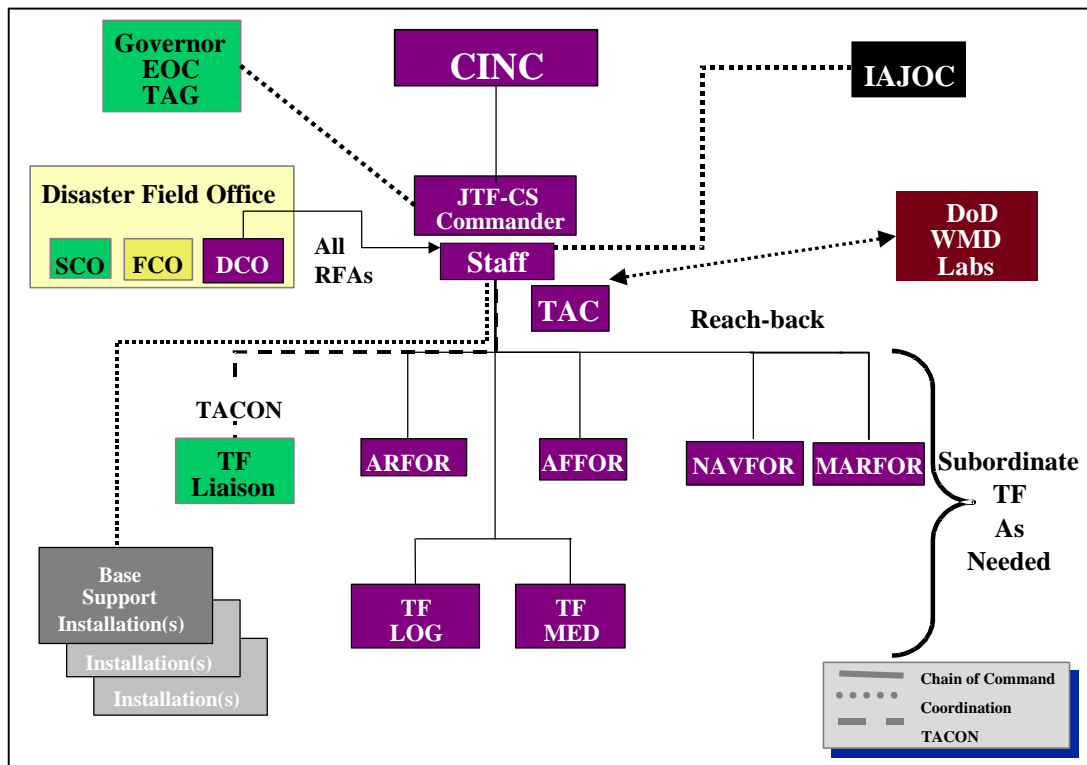 Governor
EOC
TAG
CINC
IAJOC
Disaster Field Office
SCO
FCO
DCO
All
RFAs
JTF-CS
Commander
Staff
TAC
DoD
WMD
Labs
Reach-back
TACON
TF
Liaison
ARFOR
AFFOR
NAVFOR
MARFOR
Subordinate
TF
As
Needed
Base
Support
Installation(s)
Installation(s)
Installation(s)
TF
LOG
TF
MED
Chain of Command
Coordination
TACON